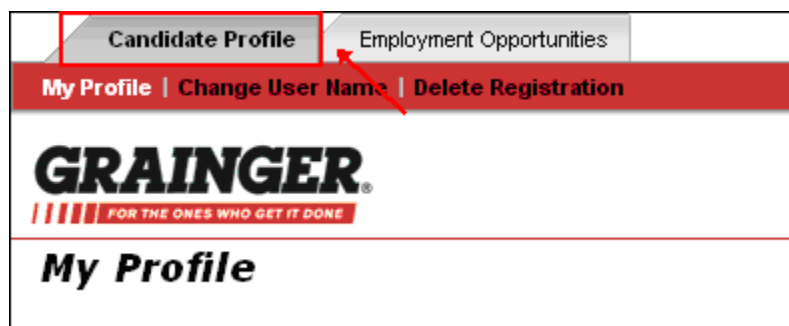 Candidate Profile Employment Opportunities
My Profile | Change User Name | Delete Registration
GRAINGER®
FOR THE ONES WHO GET IT DONE
My Profile